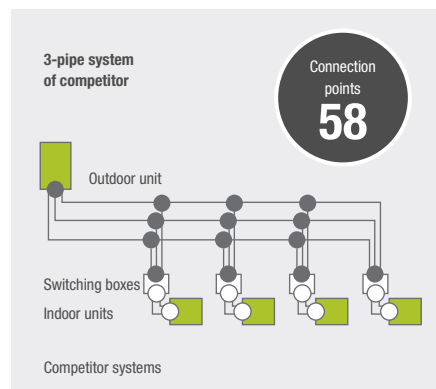 3-pipe system
of competitor
Connection
points
58
Outdoor unit
Switching boxes
Indoor units
Competitor systems